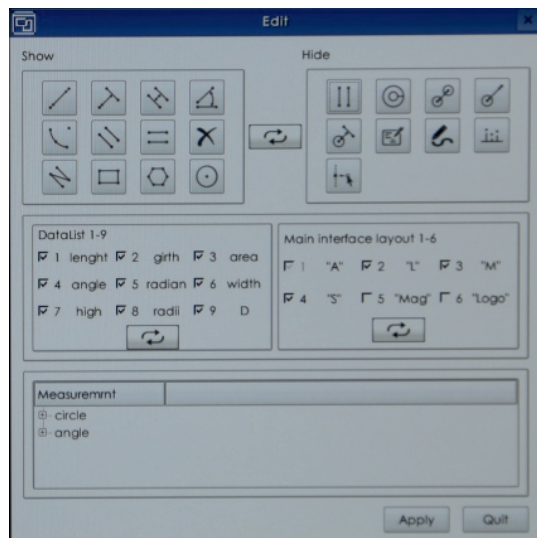 Edit
Show
Hide
DataList 1-9
1 lenght 2 girth 3 area
4 angle 5 radian 6 width
7 high 8 radii 9 D
Main interface layout 1-6
1 "A" 2 "L" 3 "M"
4 "S" 5 "Mag" 6 "Logo"
Measuremrnt
circle
angle
Apply Quit